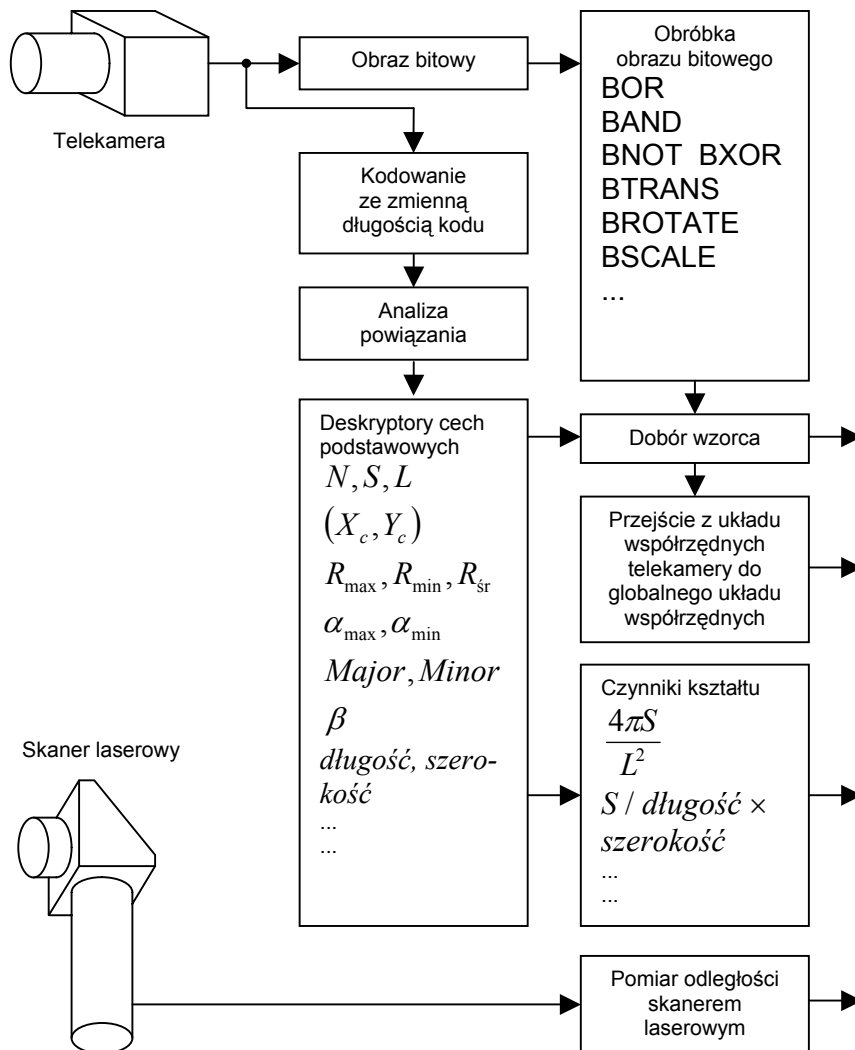 Telekamera
Obraz bitowy
Obróbka
obrazu bitowego
BOR
BAND
BNOT BXOR
BTRANS
BROTATE
BSCALE
...
Kodowanie
ze zmienną
długością kodu
Analiza
powiązania
Deskryptory cech
podstawowych
N, S, L
(X_c, Y_c)
R_max, R_min, R_śr
α_max, α_min
Major, Minor
β
długość, szero-
kość
...
...
Dobór wzorca
Przejście z układu
współrzędnych
telekamery do
globalnego układu
współrzędnych
Czynniki kształtu
4πS
L²
S / długość ×
szerokość
...
...
Skaner laserowy
Pomiar odległości
skanerem
laserowym